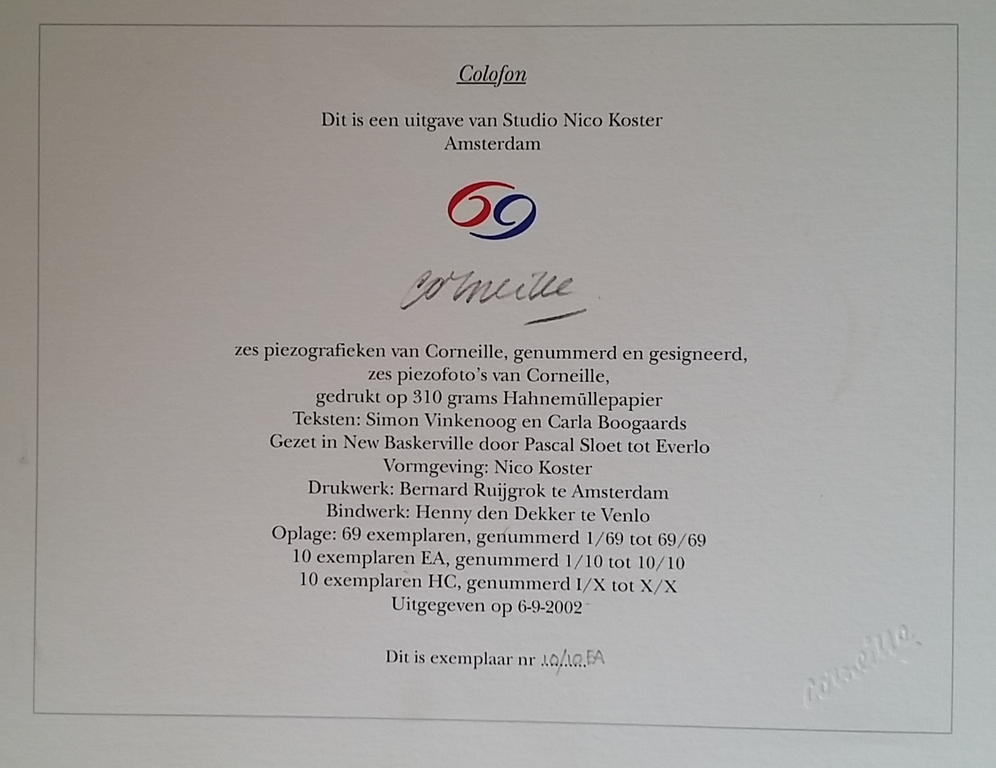 Colofon
Dit is een uitgave van Studio Nico Koster
Amsterdam
69
Corneille
zes piezografieken van Corneille, genummerd en gesigneerd,
zes piezofoto's van Corneille,
gedrukt op 310 grams Hahnemüllepapier
Teksten: Simon Vinkenoog en Carla Boogaards
Gezet in New Baskerville door Pascal Sloet tot Everlo
Vormgeving: Nico Koster
Drukwerk: Bernard Ruijgrok te Amsterdam
Bindwerk: Henny den Dekker te Venlo
Oplage: 69 exemplaren, genummerd 1/69 tot 69/69
10 exemplaren EA, genummerd 1/10 tot 10/10
10 exemplaren HC, genummerd I/X tot X/X
Uitgegeven op 6-9-2002
Dit is exemplaar nr 10/10 EA
Corneille